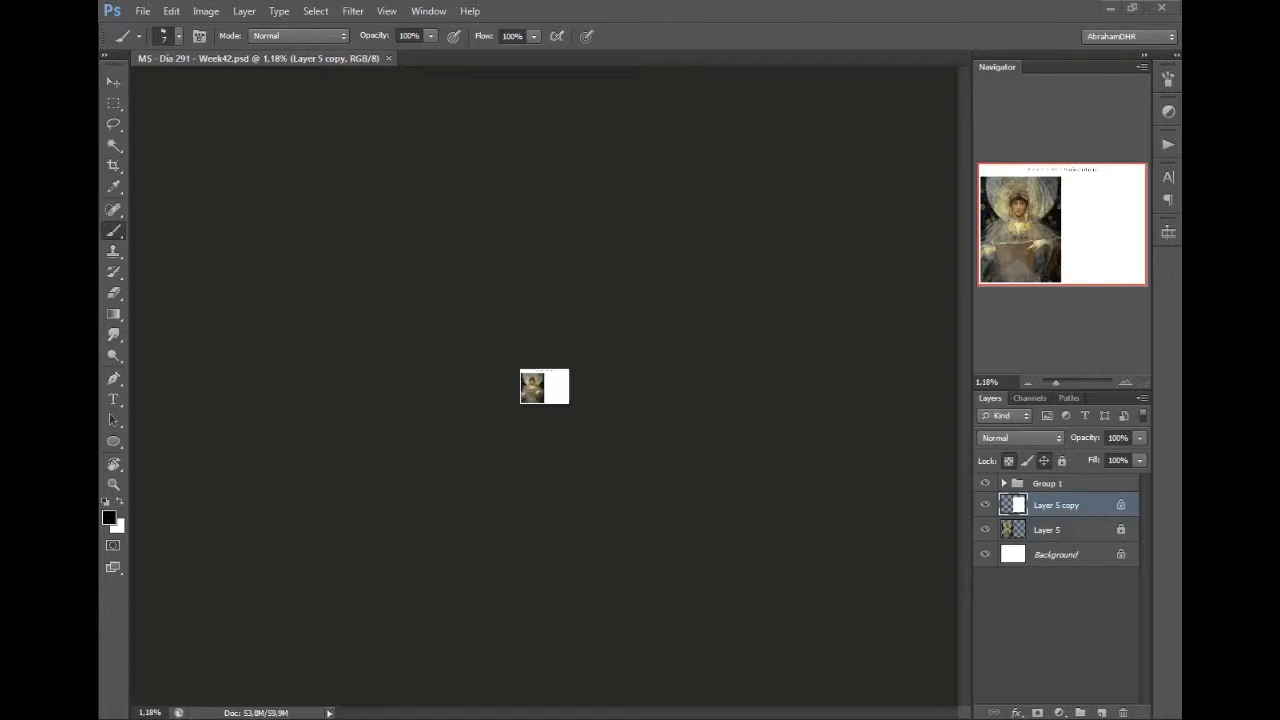 Ps File Edit Image Layer Type Select Filter View Window Help
7 Mode: Normal Opacity: 100% Flow: 100% AbrahamDHR
MS - Dia 291 - Week42.psd @ 1,18% (Layer 5 copy, RGB/8) ×
Navigator
1,18%
Layers Channels Paths
Kind
Normal Opacity: 100%
Lock: Fill: 100%
Group 1
Layer 5 copy
Layer 5
Background
1,18% Doc: 53,8M/59,9M